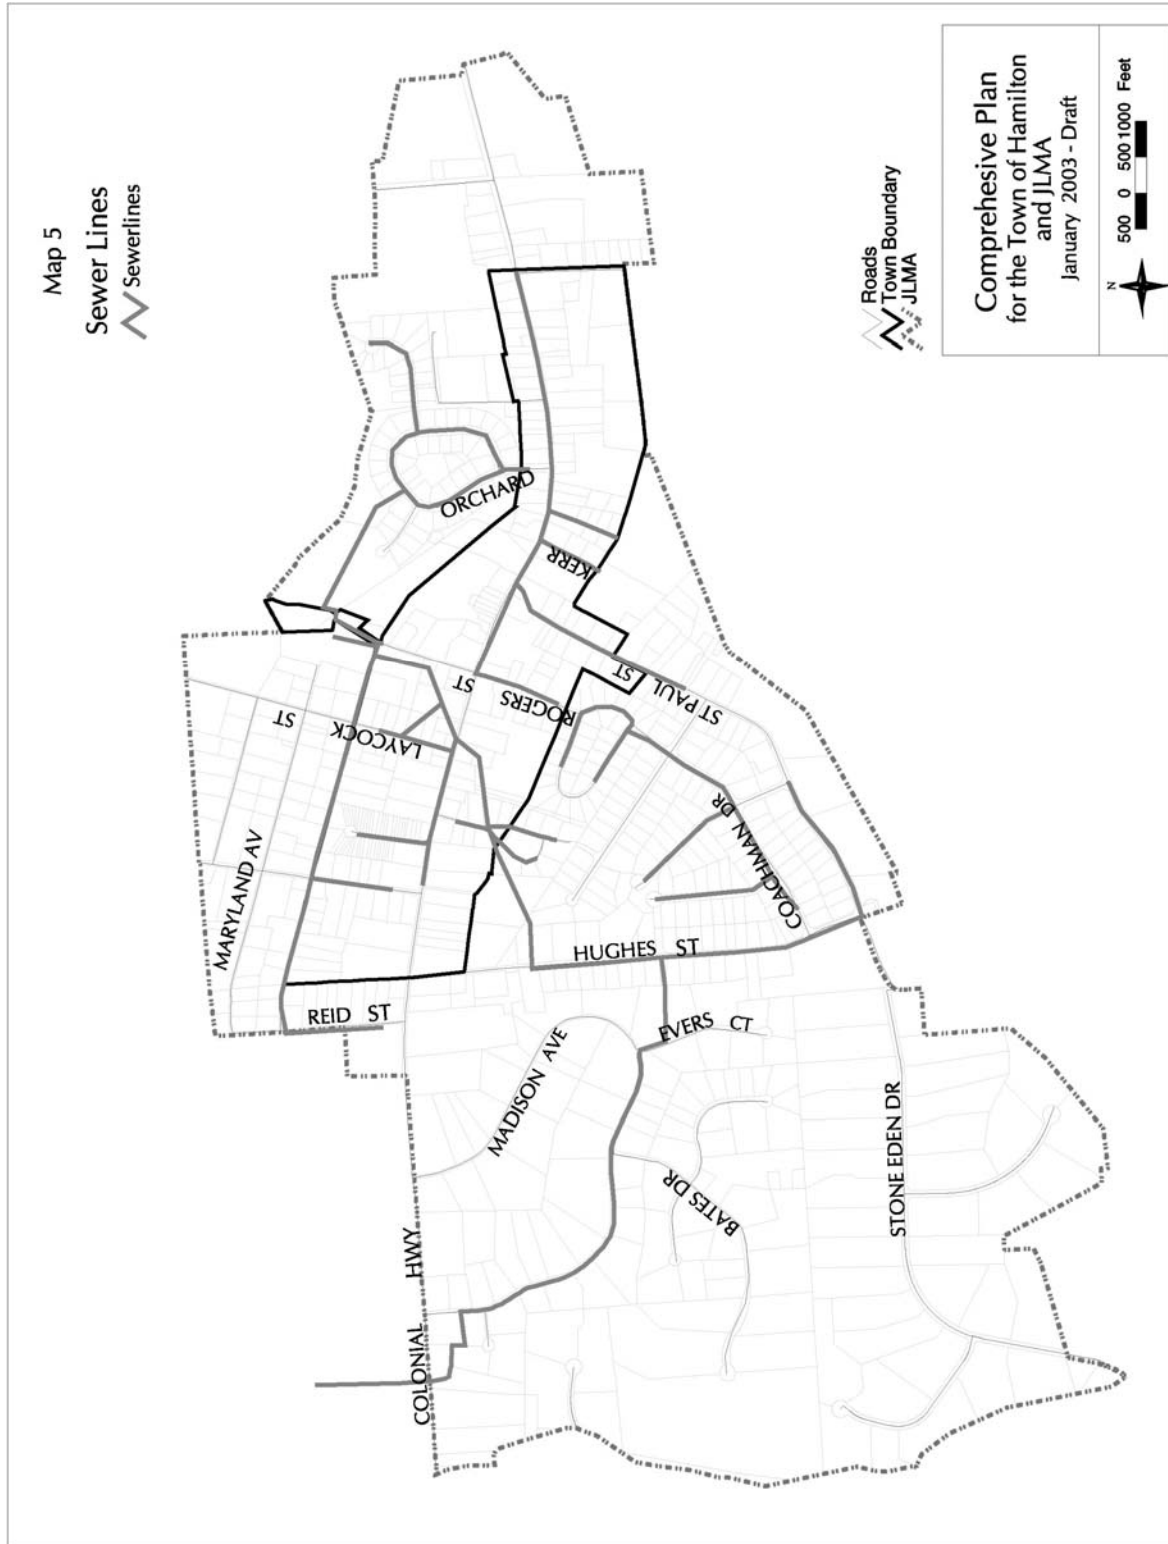 Map 5
Sewer Lines
Sewerlines
ORCHARD
KERR
ST
ROGERS
ST
ST PAUL
ST
LAYCOCK
MARYLAND AV
COACHMAN DR
HUGHES ST
REID ST
EVERS CT
MADISON AVE
STONE EDEN DR
BATES DR
COLONIAL HWY
Roads
Town Boundary
JLMA
Comprehesive Plan
for the Town of Hamilton
and JLMA
January 2003 - Draft
N
500 0 500 1000 Feet